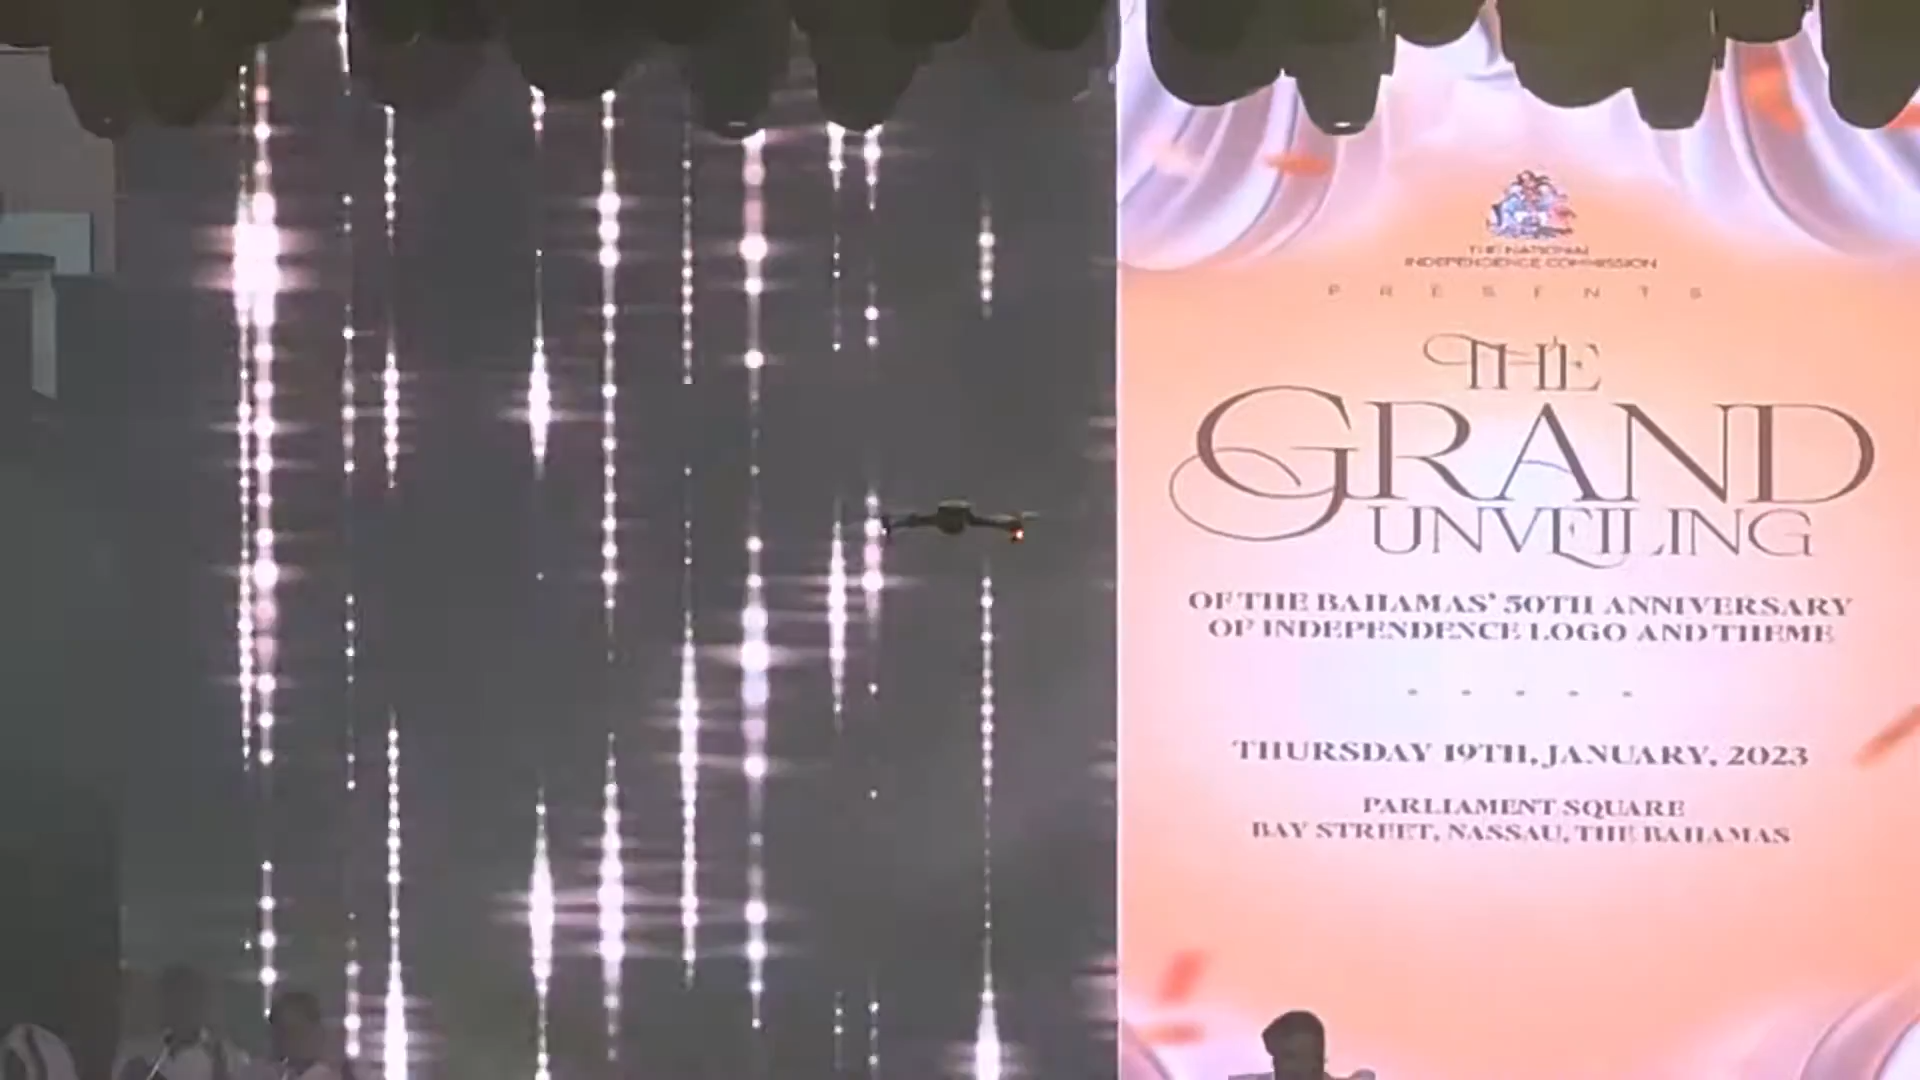 THE NATIONAL
INDEPENDENCE COMMISSION
PRESENTS
THE
GRAND
UNVEILING
OF THE BAHAMAS' 50TH ANNIVERSARY
OF INDEPENDENCE LOGO AND THEME
THURSDAY 19TH, JANUARY, 2023
PARLIAMENT SQUARE
BAY STREET, NASSAU, THE BAHAMAS